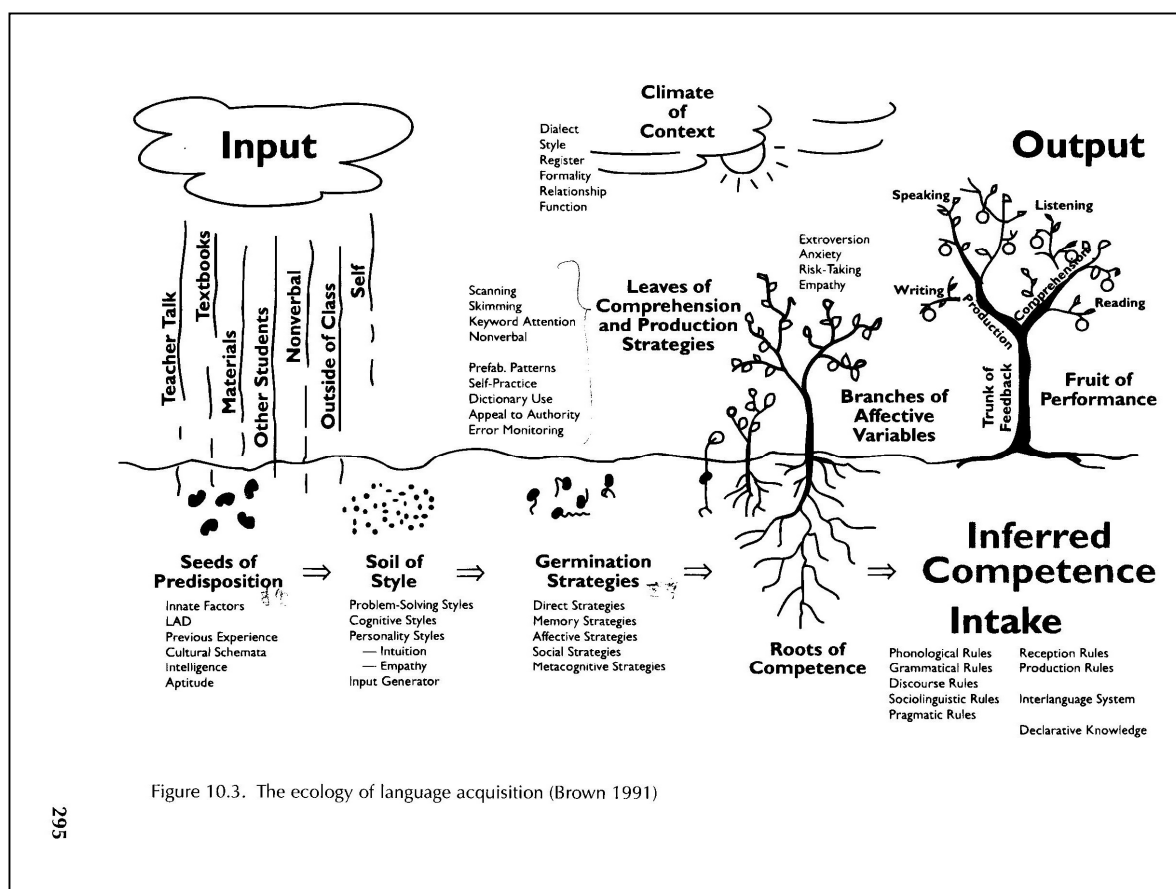 Input
Teacher Talk
Textbooks
Materials
Other Students
Nonverbal
Outside of Class
Self
Climate
of
Context
Dialect
Style
Register
Formality
Relationship
Function
Output
Speaking
Listening
Writing
Reading
Production
Comprehension
Trunk of
Feedback
Fruit of
Performance
Extroversion
Anxiety
Risk-Taking
Empathy
Leaves of
Comprehension
and Production
Strategies
Scanning
Skimming
Keyword Attention
Nonverbal
Prefab. Patterns
Self-Practice
Dictionary Use
Appeal to Authority
Error Monitoring
Branches of
Affective
Variables
Seeds of
Predisposition
Innate Factors
LAD
Previous Experience
Cultural Schemata
Intelligence
Aptitude
Soil of
Style
Problem-Solving Styles
Cognitive Styles
Personality Styles
— Intuition
— Empathy
Input Generator
Germination
Strategies
Direct Strategies
Memory Strategies
Affective Strategies
Social Strategies
Metacognitive Strategies
Roots of
Competence
Inferred
Competence
Intake
Phonological Rules
Grammatical Rules
Discourse Rules
Sociolinguistic Rules
Pragmatic Rules
Reception Rules
Production Rules
Interlanguage System
Declarative Knowledge
Figure 10.3. The ecology of language acquisition (Brown 1991)
295